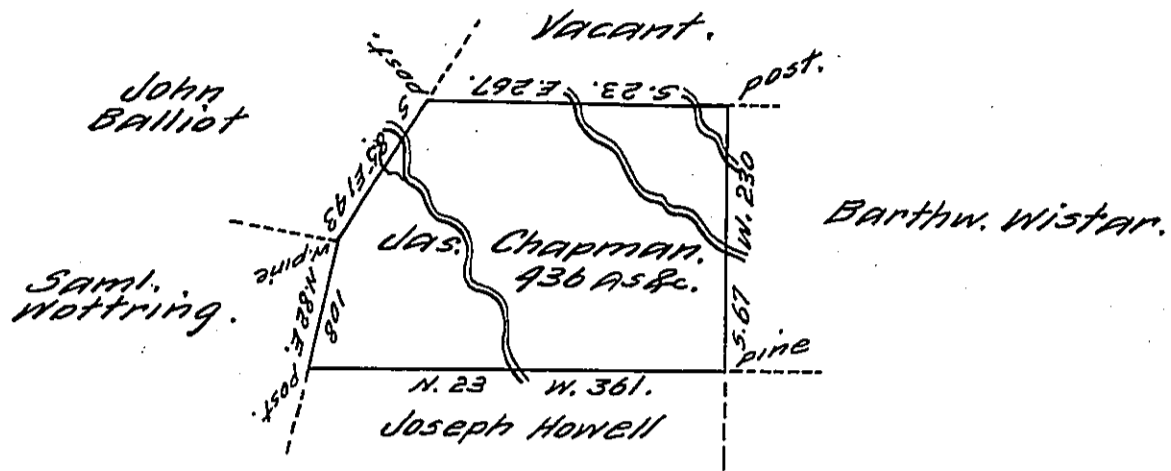 Vacant.
post.
S. 23. E. 267.
post.
John
Balliot
S 85 E 193
W. 230
S. 67
Barthw. Wistar.
Jas. Chapman.
436 As&c.
W. pine
Saml.
Wottring.
N. 82 E.
108
post.
pine
N. 23 W. 361.
Joseph Howell